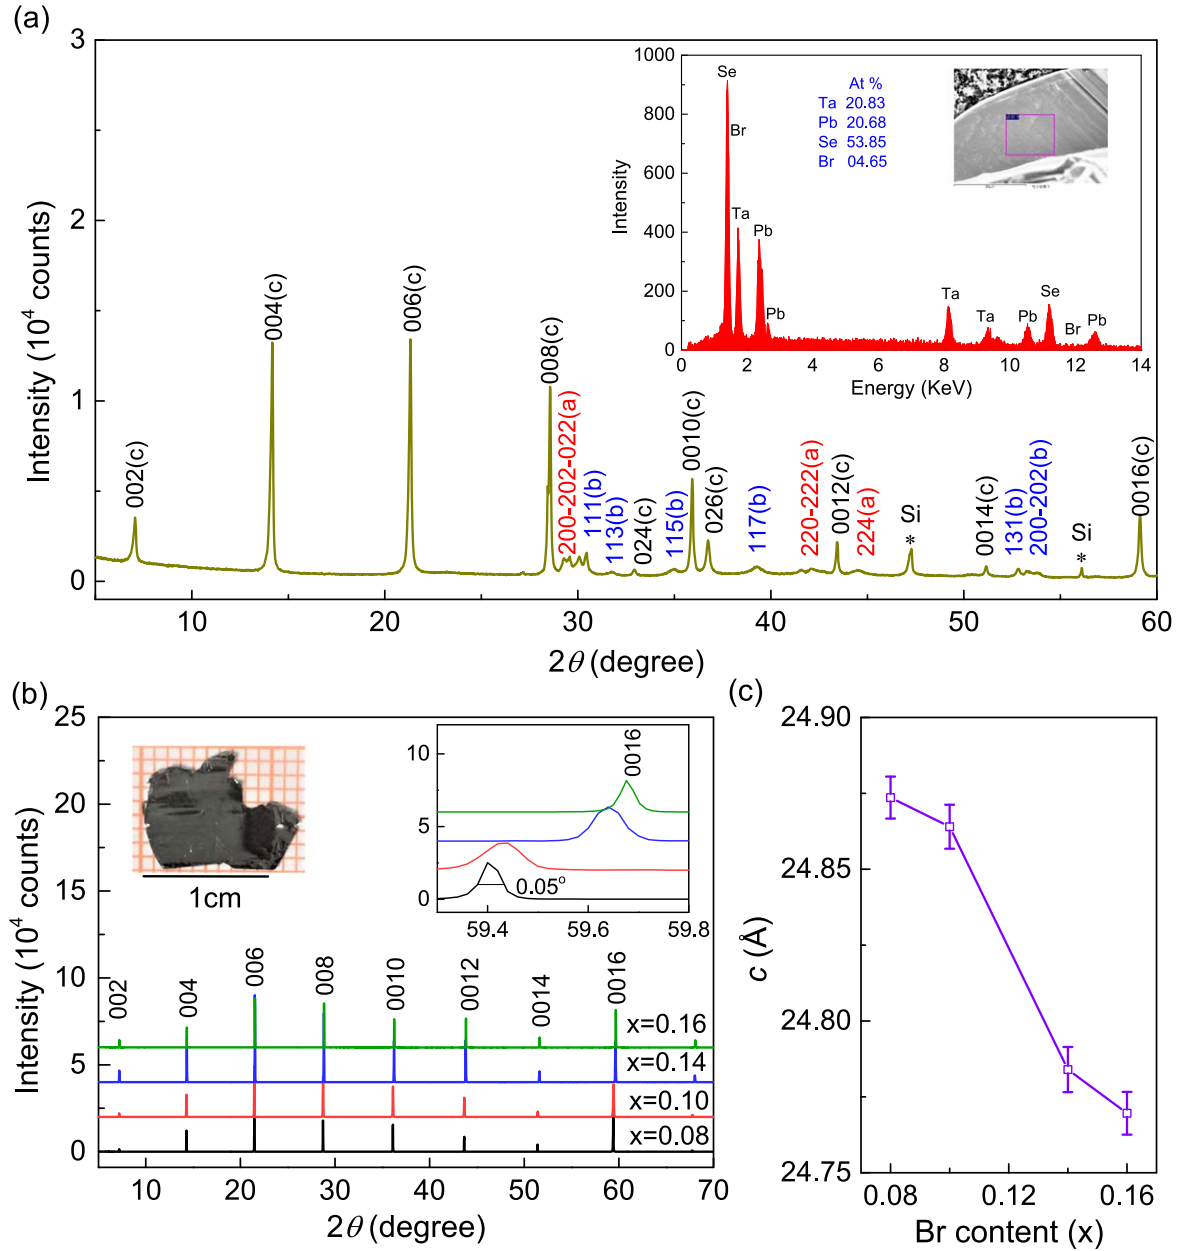 (a)
3
2
1
0
Intensity (10⁴ counts)
002(c)
004(c)
006(c)
008(c)
200-202-022(a)
111(b)
113(b)
024(c)
115(b)
0010(c)
026(c)
117(b)
220-222(a)
0012(c)
224(a)
Si
*
0014(c)
131(b)
200-202(b)
Si
*
0016(c)
10 20 30 40 50 60
2θ (degree)
1000
800
600
400
200
0
Intensity
Se
Br
Ta
Pb
Pb
At %
Ta 20.83
Pb 20.68
Se 53.85
Br 04.65
Ta
Ta
Pb
Se
Br
Pb
0 2 4 6 8 10 12 14
Energy (KeV)
(b)
25
20
15
10
5
0
Intensity (10⁴ counts)
1cm
10
5
0
0016
0.05°
59.4 59.6 59.8
002
004
006
008
0010
0012
0014
0016
x=0.16
x=0.14
x=0.10
x=0.08
10 20 30 40 50 60 70
2θ (degree)
(c)
24.90
24.85
24.80
24.75
c (Å)
0.08 0.12 0.16
Br content (x)